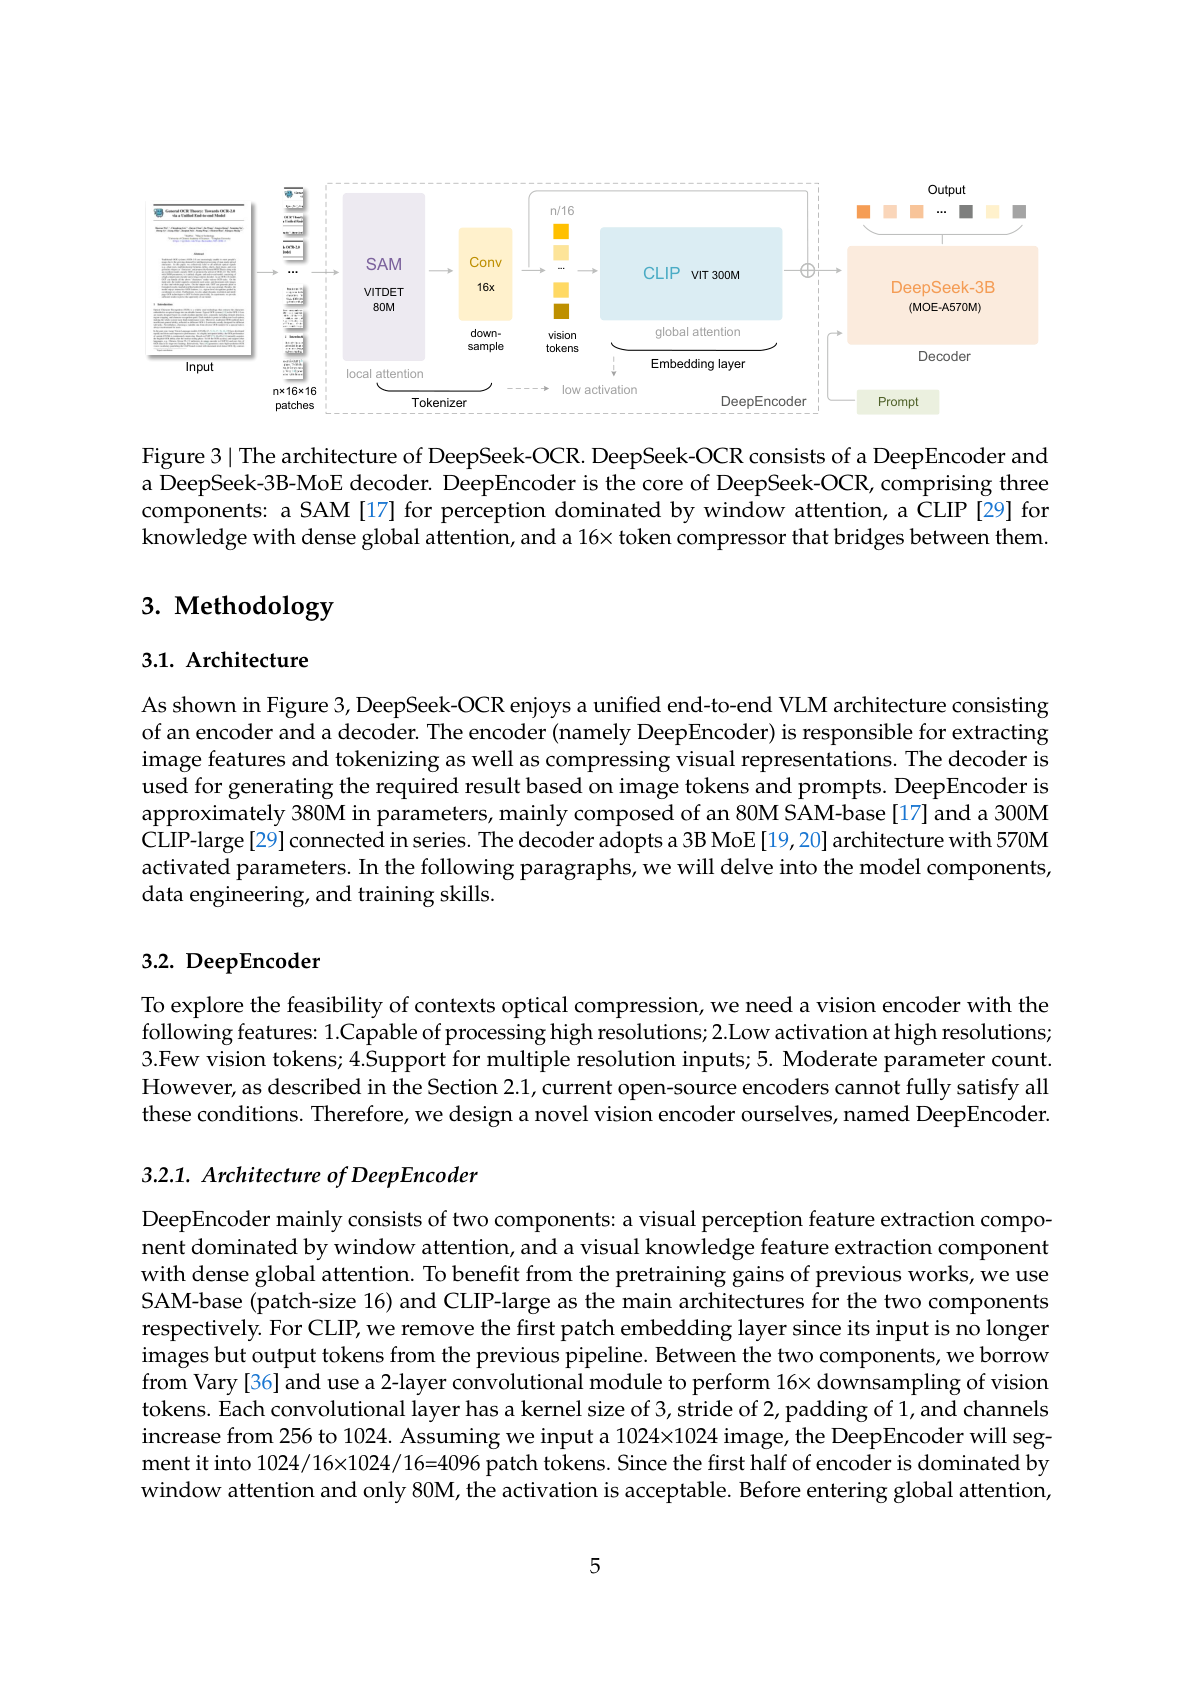 General OCR Theory: Towards OCR-2.0
via a Unified End-to-end Model
Input
...
n×16×16
patches
SAM
VITDET
80M
local attention
Conv
16x
down-
sample
Tokenizer
n/16
...
vision
tokens
low activation
CLIP VIT 300M
global attention
Embedding layer
DeepEncoder
Output
...
DeepSeek-3B
(MOE-A570M)
Decoder
Prompt
Figure 3 | The architecture of DeepSeek-OCR. DeepSeek-OCR consists of a DeepEncoder and
a DeepSeek-3B-MoE decoder. DeepEncoder is the core of DeepSeek-OCR, comprising three
components: a SAM [17] for perception dominated by window attention, a CLIP [29] for
knowledge with dense global attention, and a 16× token compressor that bridges between them.
3. Methodology
3.1. Architecture
As shown in Figure 3, DeepSeek-OCR enjoys a unified end-to-end VLM architecture consisting
of an encoder and a decoder. The encoder (namely DeepEncoder) is responsible for extracting
image features and tokenizing as well as compressing visual representations. The decoder is
used for generating the required result based on image tokens and prompts. DeepEncoder is
approximately 380M in parameters, mainly composed of an 80M SAM-base [17] and a 300M
CLIP-large [29] connected in series. The decoder adopts a 3B MoE [19, 20] architecture with 570M
activated parameters. In the following paragraphs, we will delve into the model components,
data engineering, and training skills.
3.2. DeepEncoder
To explore the feasibility of contexts optical compression, we need a vision encoder with the
following features: 1.Capable of processing high resolutions; 2.Low activation at high resolutions;
3.Few vision tokens; 4.Support for multiple resolution inputs; 5. Moderate parameter count.
However, as described in the Section 2.1, current open-source encoders cannot fully satisfy all
these conditions. Therefore, we design a novel vision encoder ourselves, named DeepEncoder.
3.2.1. Architecture of DeepEncoder
DeepEncoder mainly consists of two components: a visual perception feature extraction compo-
nent dominated by window attention, and a visual knowledge feature extraction component
with dense global attention. To benefit from the pretraining gains of previous works, we use
SAM-base (patch-size 16) and CLIP-large as the main architectures for the two components
respectively. For CLIP, we remove the first patch embedding layer since its input is no longer
images but output tokens from the previous pipeline. Between the two components, we borrow
from Vary [36] and use a 2-layer convolutional module to perform 16× downsampling of vision
tokens. Each convolutional layer has a kernel size of 3, stride of 2, padding of 1, and channels
increase from 256 to 1024. Assuming we input a 1024×1024 image, the DeepEncoder will seg-
ment it into 1024/16×1024/16=4096 patch tokens. Since the first half of encoder is dominated by
window attention and only 80M, the activation is acceptable. Before entering global attention,
5